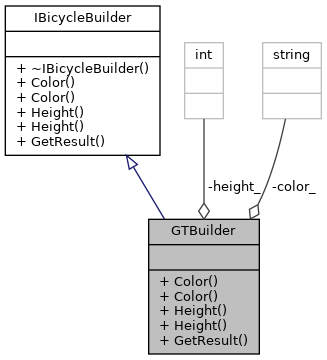 IBicycleBuilder
+ ~IBicycleBuilder()
+ Color()
+ Color()
+ Height()
+ Height()
+ GetResult()
int
string
-height_
-color_
GTBuilder
+ Color()
+ Color()
+ Height()
+ Height()
+ GetResult()